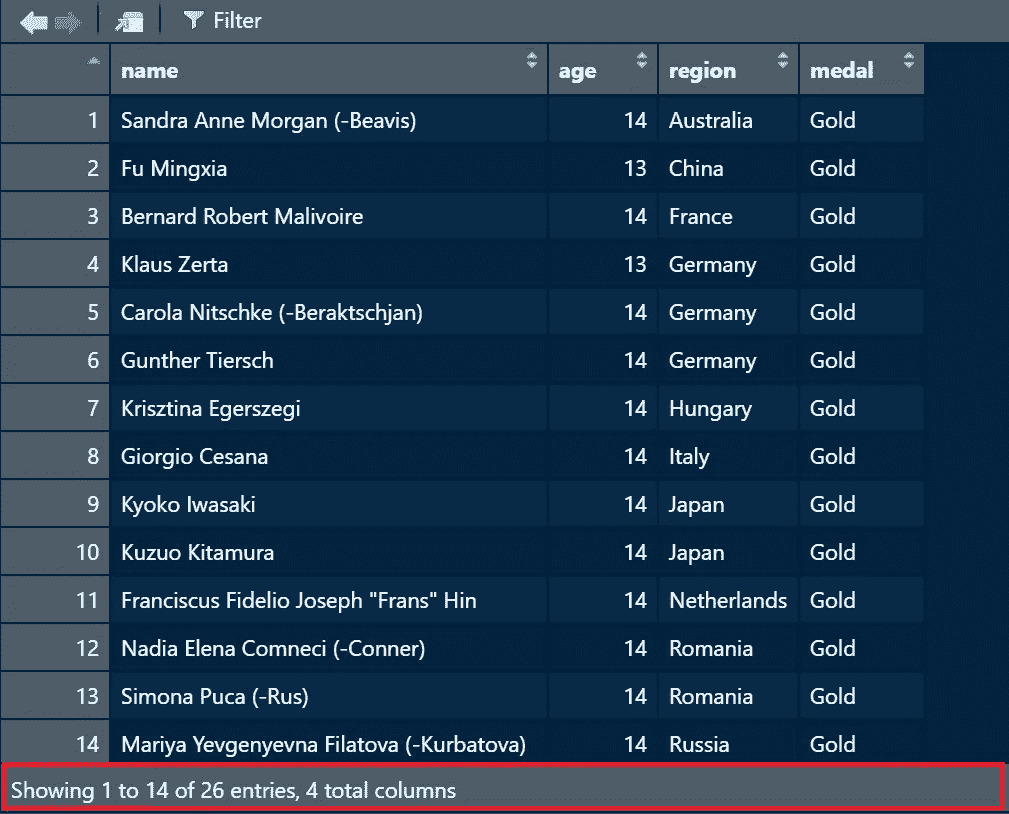 Filter
name age region medal
1 Sandra Anne Morgan (-Beavis) 14 Australia Gold
2 Fu Mingxia 13 China Gold
3 Bernard Robert Malivoire 14 France Gold
4 Klaus Zerta 13 Germany Gold
5 Carola Nitschke (-Beraktschjan) 14 Germany Gold
6 Gunther Tiersch 14 Germany Gold
7 Krisztina Egerszegi 14 Hungary Gold
8 Giorgio Cesana 14 Italy Gold
9 Kyoko Iwasaki 14 Japan Gold
10 Kuzuo Kitamura 14 Japan Gold
11 Franciscus Fidelio Joseph "Frans" Hin 14 Netherlands Gold
12 Nadia Elena Comneci (-Conner) 14 Romania Gold
13 Simona Puca (-Rus) 14 Romania Gold
14 Mariya Yevgenyevna Filatova (-Kurbatova) 14 Russia Gold
Showing 1 to 14 of 26 entries, 4 total columns